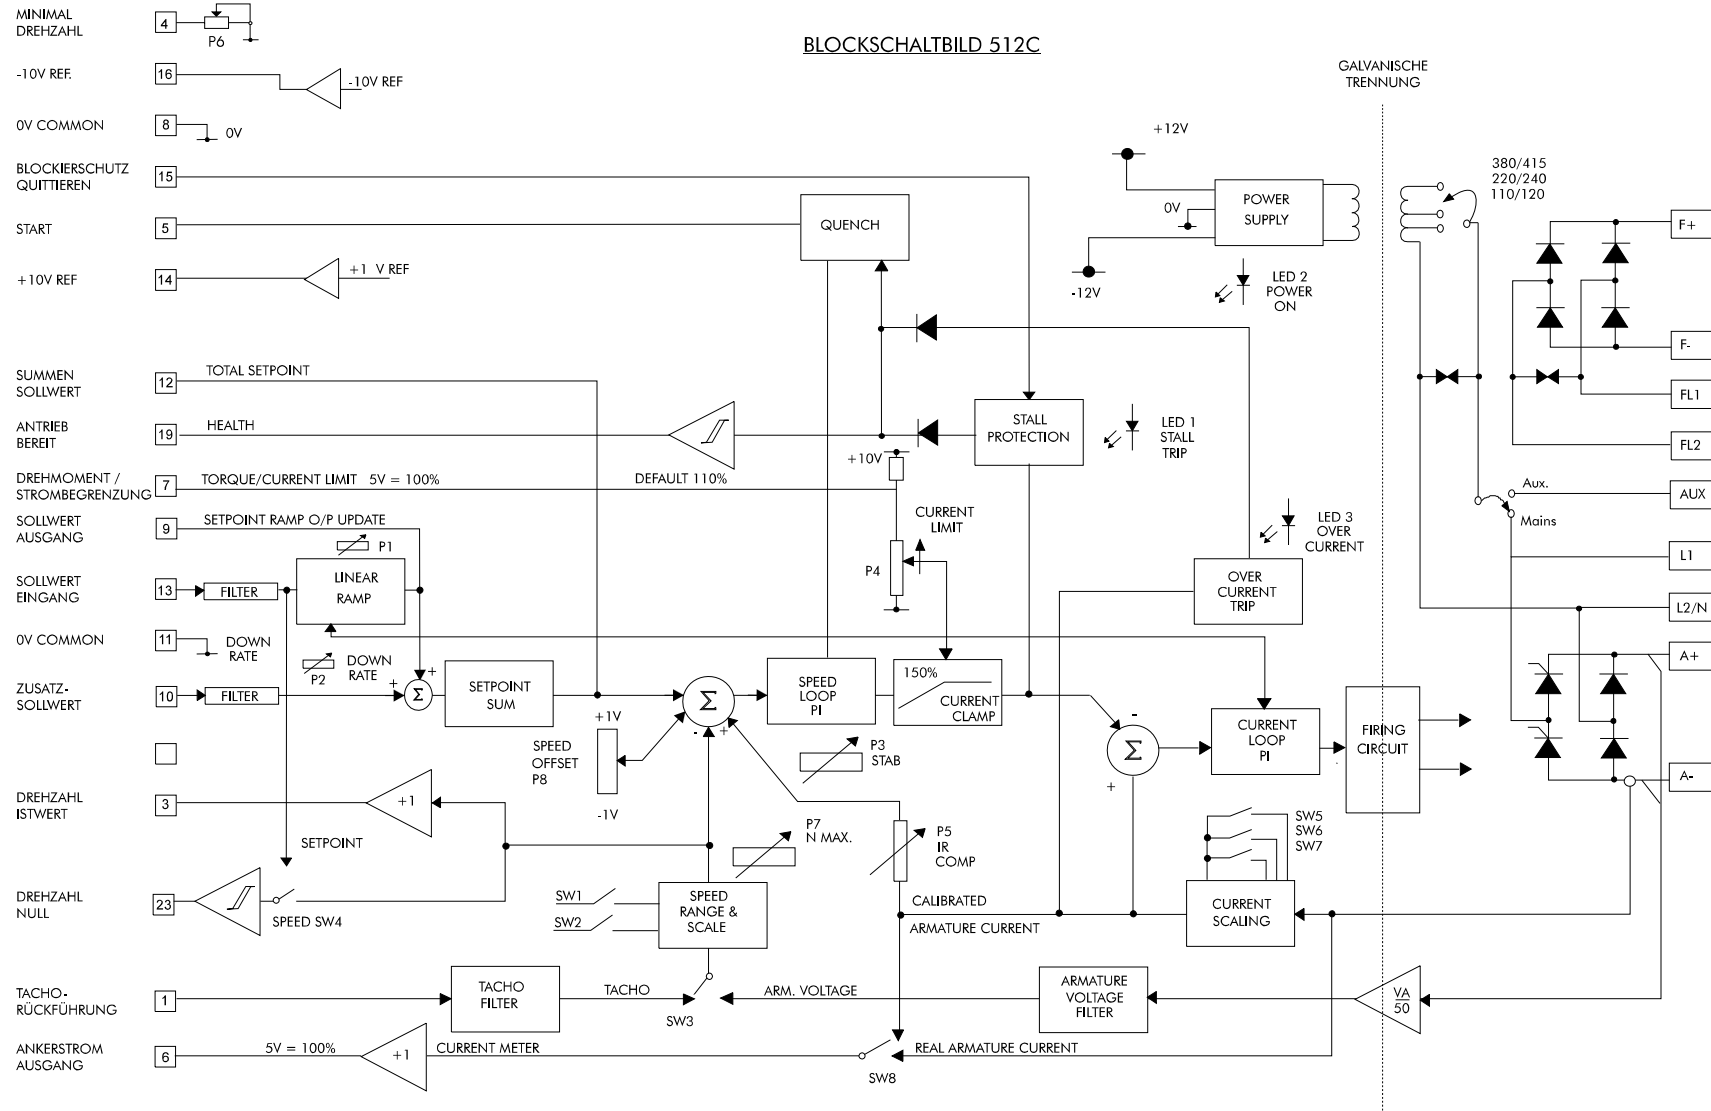 BLOCKSCHALTBILD 512C
MINIMAL
DREHZAHL
4
P6
-10V REF.
16
-10V REF
0V COMMON
8
0V
BLOCKIERSCHUTZ
QUITTIEREN
15
START
5
QUENCH
+10V REF
14
+1 V REF
GALVANISCHE
TRENNUNG
+12V
0V
-12V
POWER
SUPPLY
LED 2
POWER
ON
380/415
220/240
110/120
F+
F-
FL1
FL2
AUX
L1
L2/N
A+
A-
Aux.
Mains
SUMMEN
SOLLWERT
12
TOTAL SETPOINT
ANTRIEB
BEREIT
19
HEALTH
STALL
PROTECTION
LED 1
STALL
TRIP
DREHMOMENT /
STROMBEGRENZUNG
7
TORQUE/CURRENT LIMIT 5V = 100%
DEFAULT 110%
+10V
CURRENT
LIMIT
P4
LED 3
OVER
CURRENT
OVER
CURRENT
TRIP
SOLLWERT
AUSGANG
9
SETPOINT RAMP O/P UPDATE
P1
SOLLWERT
EINGANG
13
FILTER
LINEAR
RAMP
0V COMMON
11
DOWN
RATE
P2
DOWN
RATE
ZUSATZ-
SOLLWERT
10
FILTER
+
+
Σ
SETPOINT
SUM
Σ
-
+
SPEED
LOOP
PI
150%
CURRENT
CLAMP
-
Σ
+
CURRENT
LOOP
PI
FIRING
CIRCUIT
+1V
SPEED
OFFSET
P8
-1V
P3
STAB
DREHZAHL
ISTWERT
3
+1
P7
N MAX.
P5
IR
COMP
SW5
SW6
SW7
SETPOINT
DREHZAHL
NULL
23
SPEED SW4
SW1
SW2
SPEED
RANGE &
SCALE
CALIBRATED
ARMATURE CURRENT
CURRENT
SCALING
TACHO-
RÜCKFÜHRUNG
1
TACHO
FILTER
TACHO
SW3
ARM. VOLTAGE
ARMATURE
VOLTAGE
FILTER
VA
50
ANKERSTROM
AUSGANG
6
5V = 100%
+1
CURRENT METER
SW8
REAL ARMATURE CURRENT